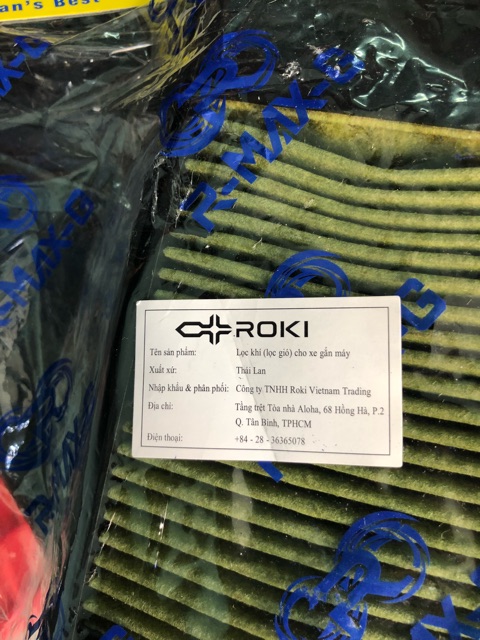 an's Best
R-MAX-G
R-MAX-G
ROKI
Tên sản phẩm: Lọc khí (lọc gió) cho xe gắn máy
Xuất xứ: Thái Lan
Nhập khẩu & phân phối: Công ty TNHH Roki Vietnam Trading
Địa chỉ: Tầng trệt Tòa nhà Aloha, 68 Hồng Hà, P.2
Q. Tân Bình, TPHCM
Điện thoại: +84 - 28 - 36365078